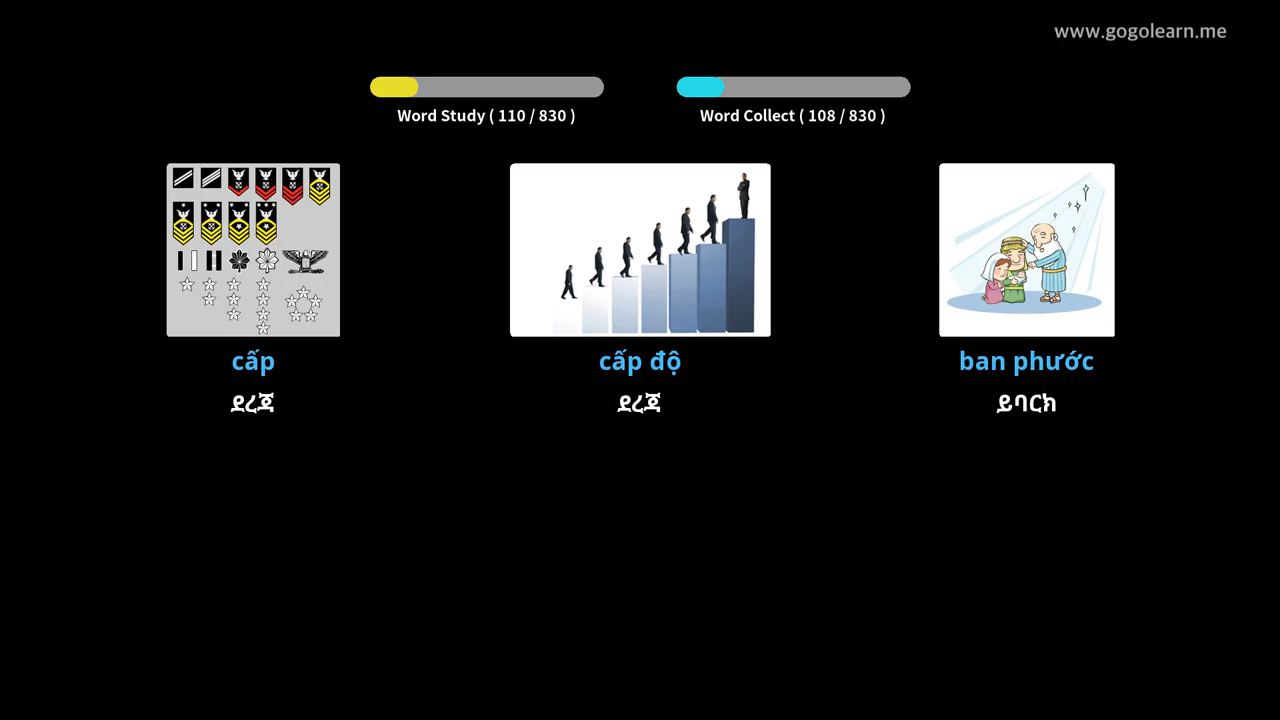 www.gogolearn.me
Word Study ( 110 / 830 )
Word Collect ( 108 / 830 )
cấp
cấp độ
ban phước
ደረጃ
ደረጃ
ይባርክ